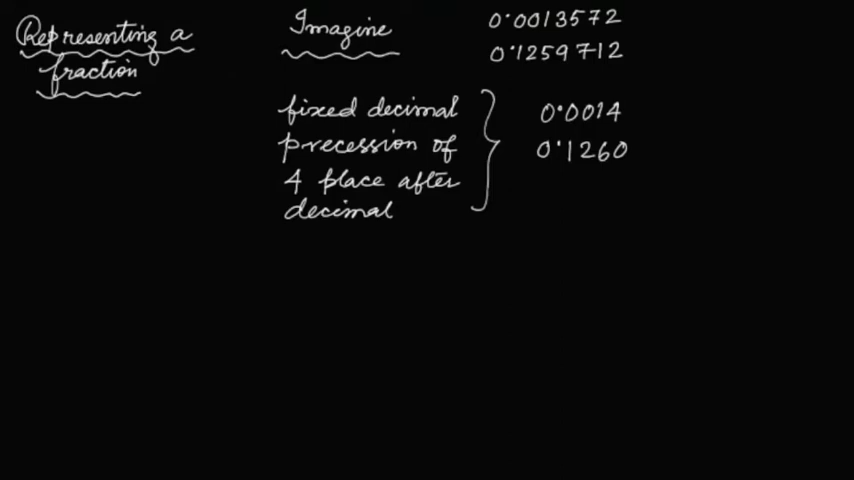 Representing a
fraction
Imagine
0.0013572
0.1259712
fixed decimal
precession of
4 place after
decimal
0.0014
0.1260